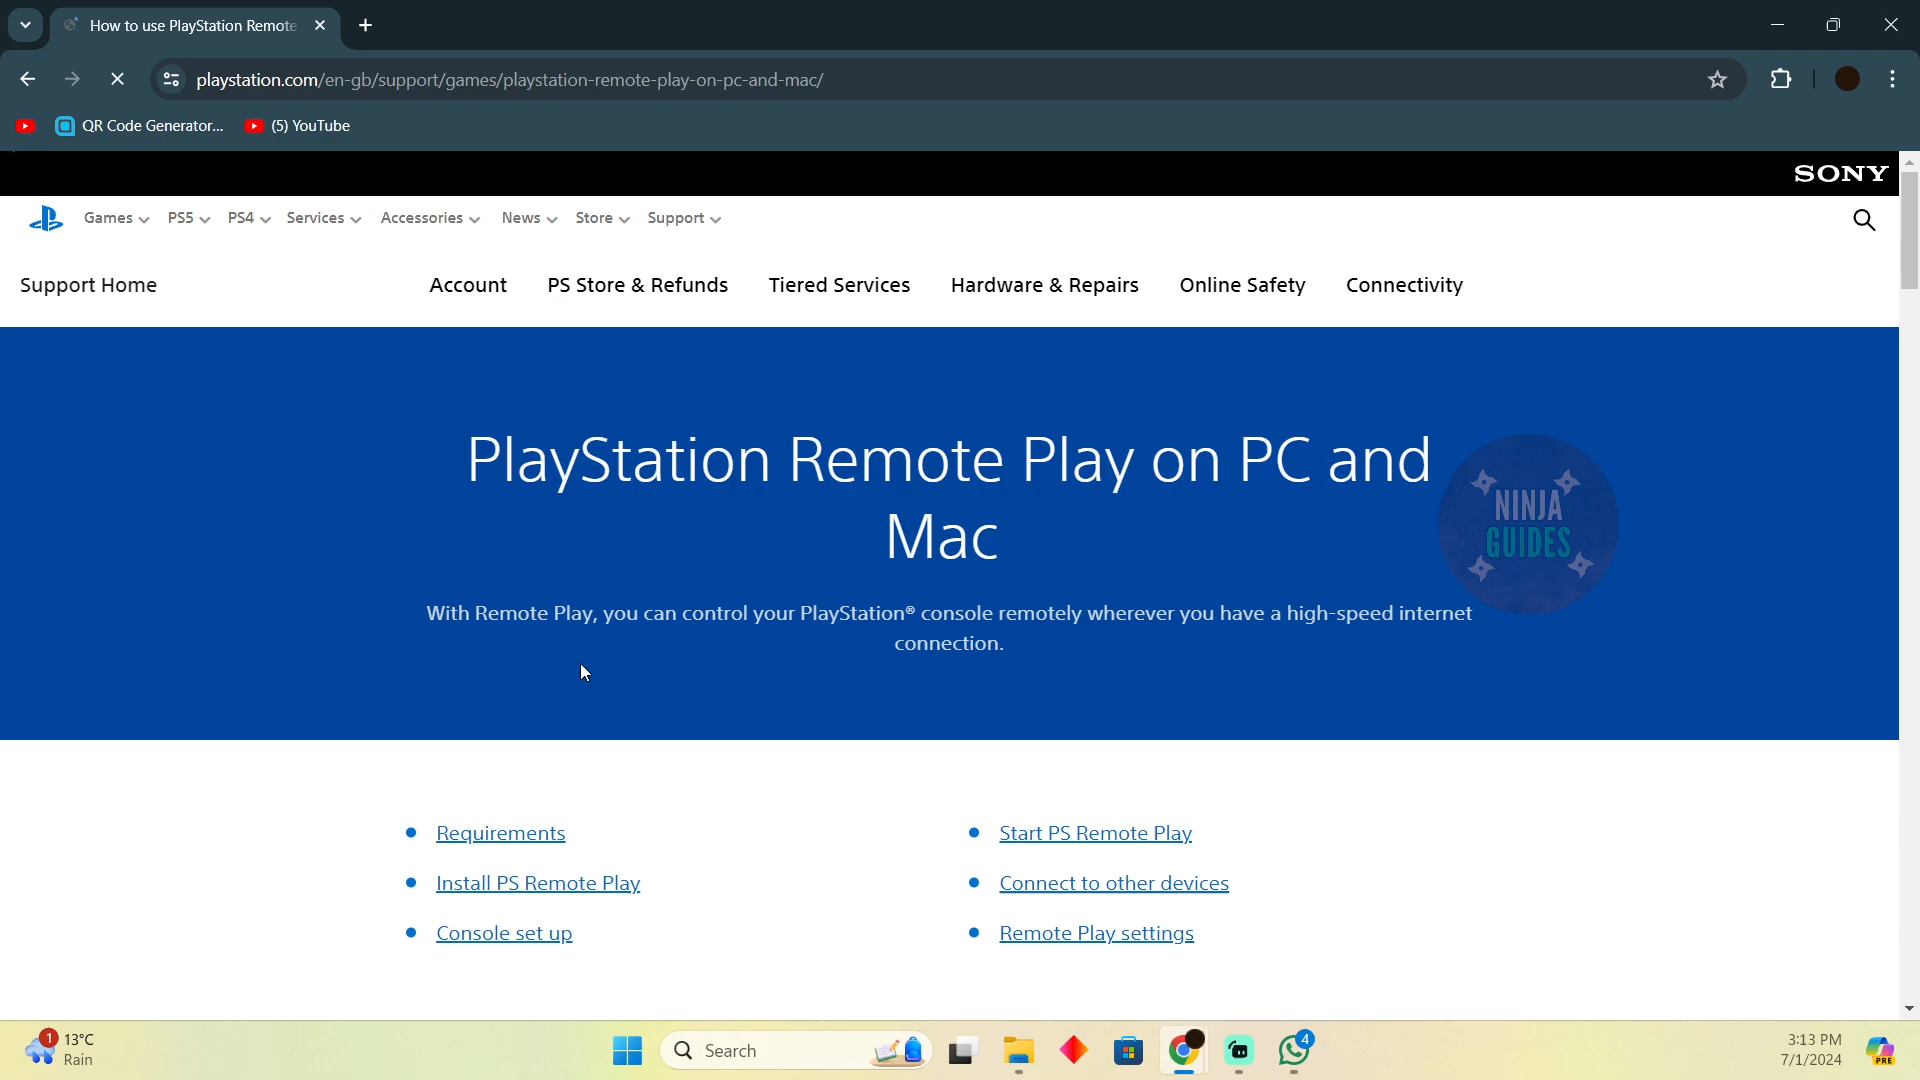 How to use PlayStation Remote
playstation.com/en-gb/support/games/playstation-remote-play-on-pc-and-mac/
QR Code Generator... (5) YouTube
SONY
Games PS5 PS4 Services Accessories News Store Support
Support Home Account PS Store & Refunds Tiered Services Hardware & Repairs Online Safety Connectivity
PlayStation Remote Play on PC and
Mac
NINJA
GUIDES
With Remote Play, you can control your PlayStation® console remotely wherever you have a high-speed internet
connection.
Requirements Start PS Remote Play
Install PS Remote Play Connect to other devices
Console set up Remote Play settings
1 13°C
Rain
Search
4
3:13 PM
7/1/2024
PRE